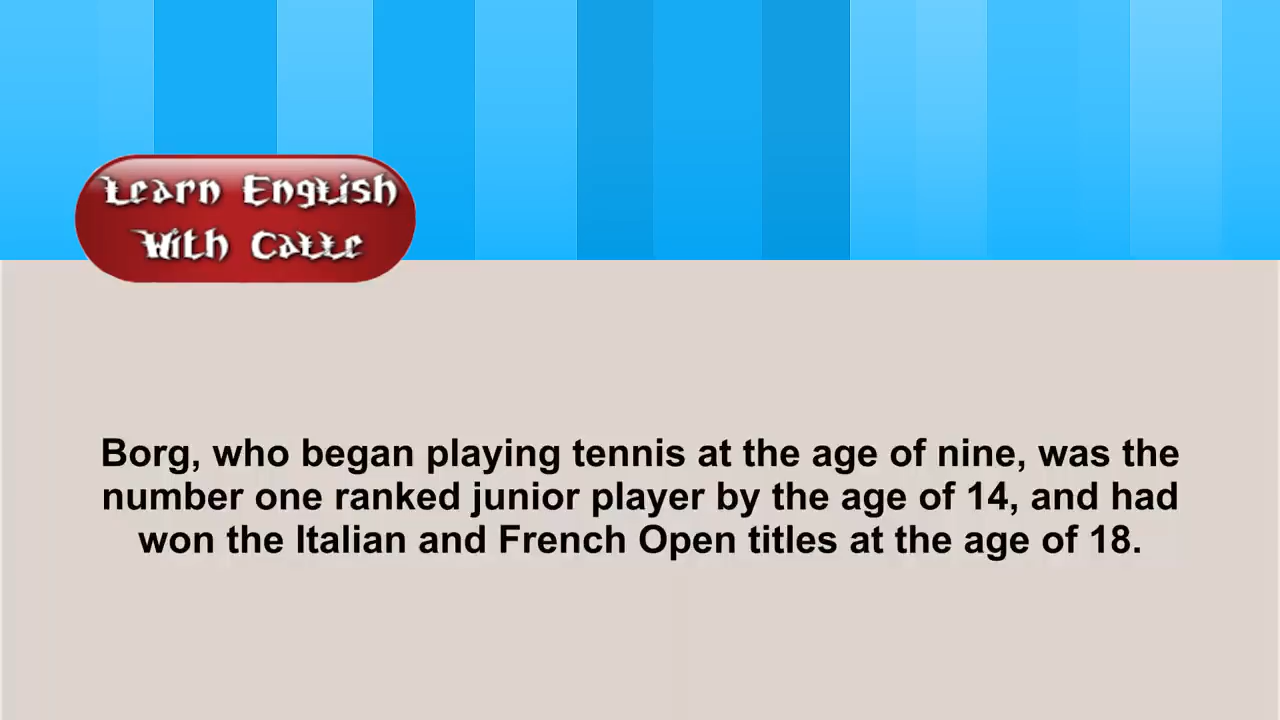 Learn English
With Calle
Borg, who began playing tennis at the age of nine, was the
number one ranked junior player by the age of 14, and had
won the Italian and French Open titles at the age of 18.